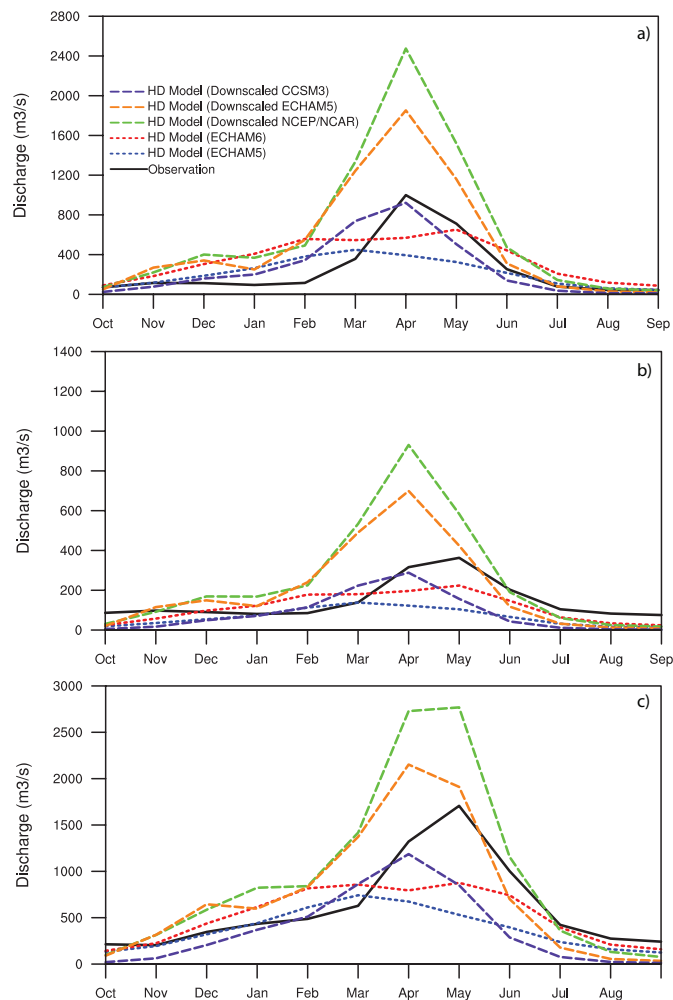 a)
2800
2400
2000
1600
1200
800
400
0
Discharge (m3/s)
HD Model (Downscaled CCSM3)
HD Model (Downscaled ECHAM5)
HD Model (Downscaled NCEP/NCAR)
HD Model (ECHAM6)
HD Model (ECHAM5)
Observation
Oct Nov Dec Jan Feb Mar Apr May Jun Jul Aug Sep
b)
1400
1200
1000
800
600
400
200
0
Discharge (m3/s)
Oct Nov Dec Jan Feb Mar Apr May Jun Jul Aug Sep
c)
3000
2500
2000
1500
1000
500
0
Discharge (m3/s)
Oct Nov Dec Jan Feb Mar Apr May Jun Jul Aug Sep